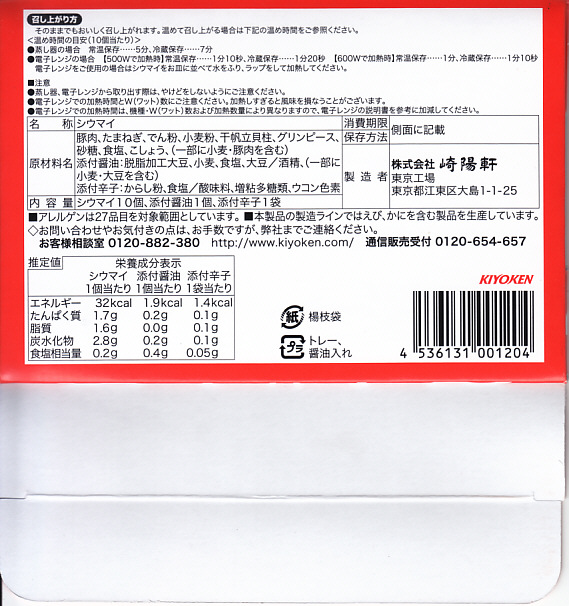 召し上がり方
そのままでもおいしく召し上がれます。温めて召し上がる場合は下記の温め時間をご参照ください。
<温め時間の目安(10個当たり)>
●蒸し器の場合 常温保存……5分、冷蔵保存……7分
●電子レンジの場合 【500Wで加熱時】常温保存……1分10秒、冷蔵保存……1分20秒 【600Wで加熱時】常温保存……1分、冷蔵保存……1分10秒
電子レンジをご使用の場合はシウマイをお皿に並べて水をふり、ラップをして加熱してください。
■注意
●蒸し器、電子レンジから取り出す際は、やけどをしないようにご注意ください。
●電子レンジでの加熱時間とW(ワット)数にご注意ください。加熱しすぎると風味を損なうことがございます。
●電子レンジでの加熱時間は、機種・W(ワット)数および加熱数量により異なりますので、電子レンジの説明書を参考に加減してください。
名称 シウマイ
原材料名 豚肉、たまねぎ、でん粉、小麦粉、干帆立貝柱、グリンピース、
砂糖、食塩、こしょう、(一部に小麦・豚肉を含む)
添付醤油:脱脂加工大豆、小麦、食塩、大豆/酒精、(一部に
小麦・大豆を含む)
添付辛子:からし粉、食塩/酸味料、増粘多糖類、ウコン色素
内容量 シウマイ10個、添付醤油1個、添付辛子1袋
消費期限
保存方法 側面に記載
製造者 株式会社 崎陽軒
東京工場
東京都江東区大島1-1-25
■アレルゲンは27品目を対象範囲としています。■本製品の製造ラインではえび、かにを含む製品を生産しています。
◇お問い合わせやお気付きの点は、お手数ですが、弊社までご連絡ください。
お客様相談室 0120-882-380 http://www.kiyoken.com/ 通信販売受付 0120-654-657
推定値 栄養成分表示
シウマイ 添付醤油 添付辛子
1個当たり 1個当たり 1袋当たり
エネルギー 32kcal 1.9kcal 1.4kcal
たんぱく質 1.7g 0.2g 0.1g
脂質 1.6g 0.0g 0.1g
炭水化物 2.8g 0.2g 0.1g
食塩相当量 0.2g 0.4g 0.05g
紙 楊枝袋
プラ トレー、
醤油入れ
KIYOKEN
4 536131 001204